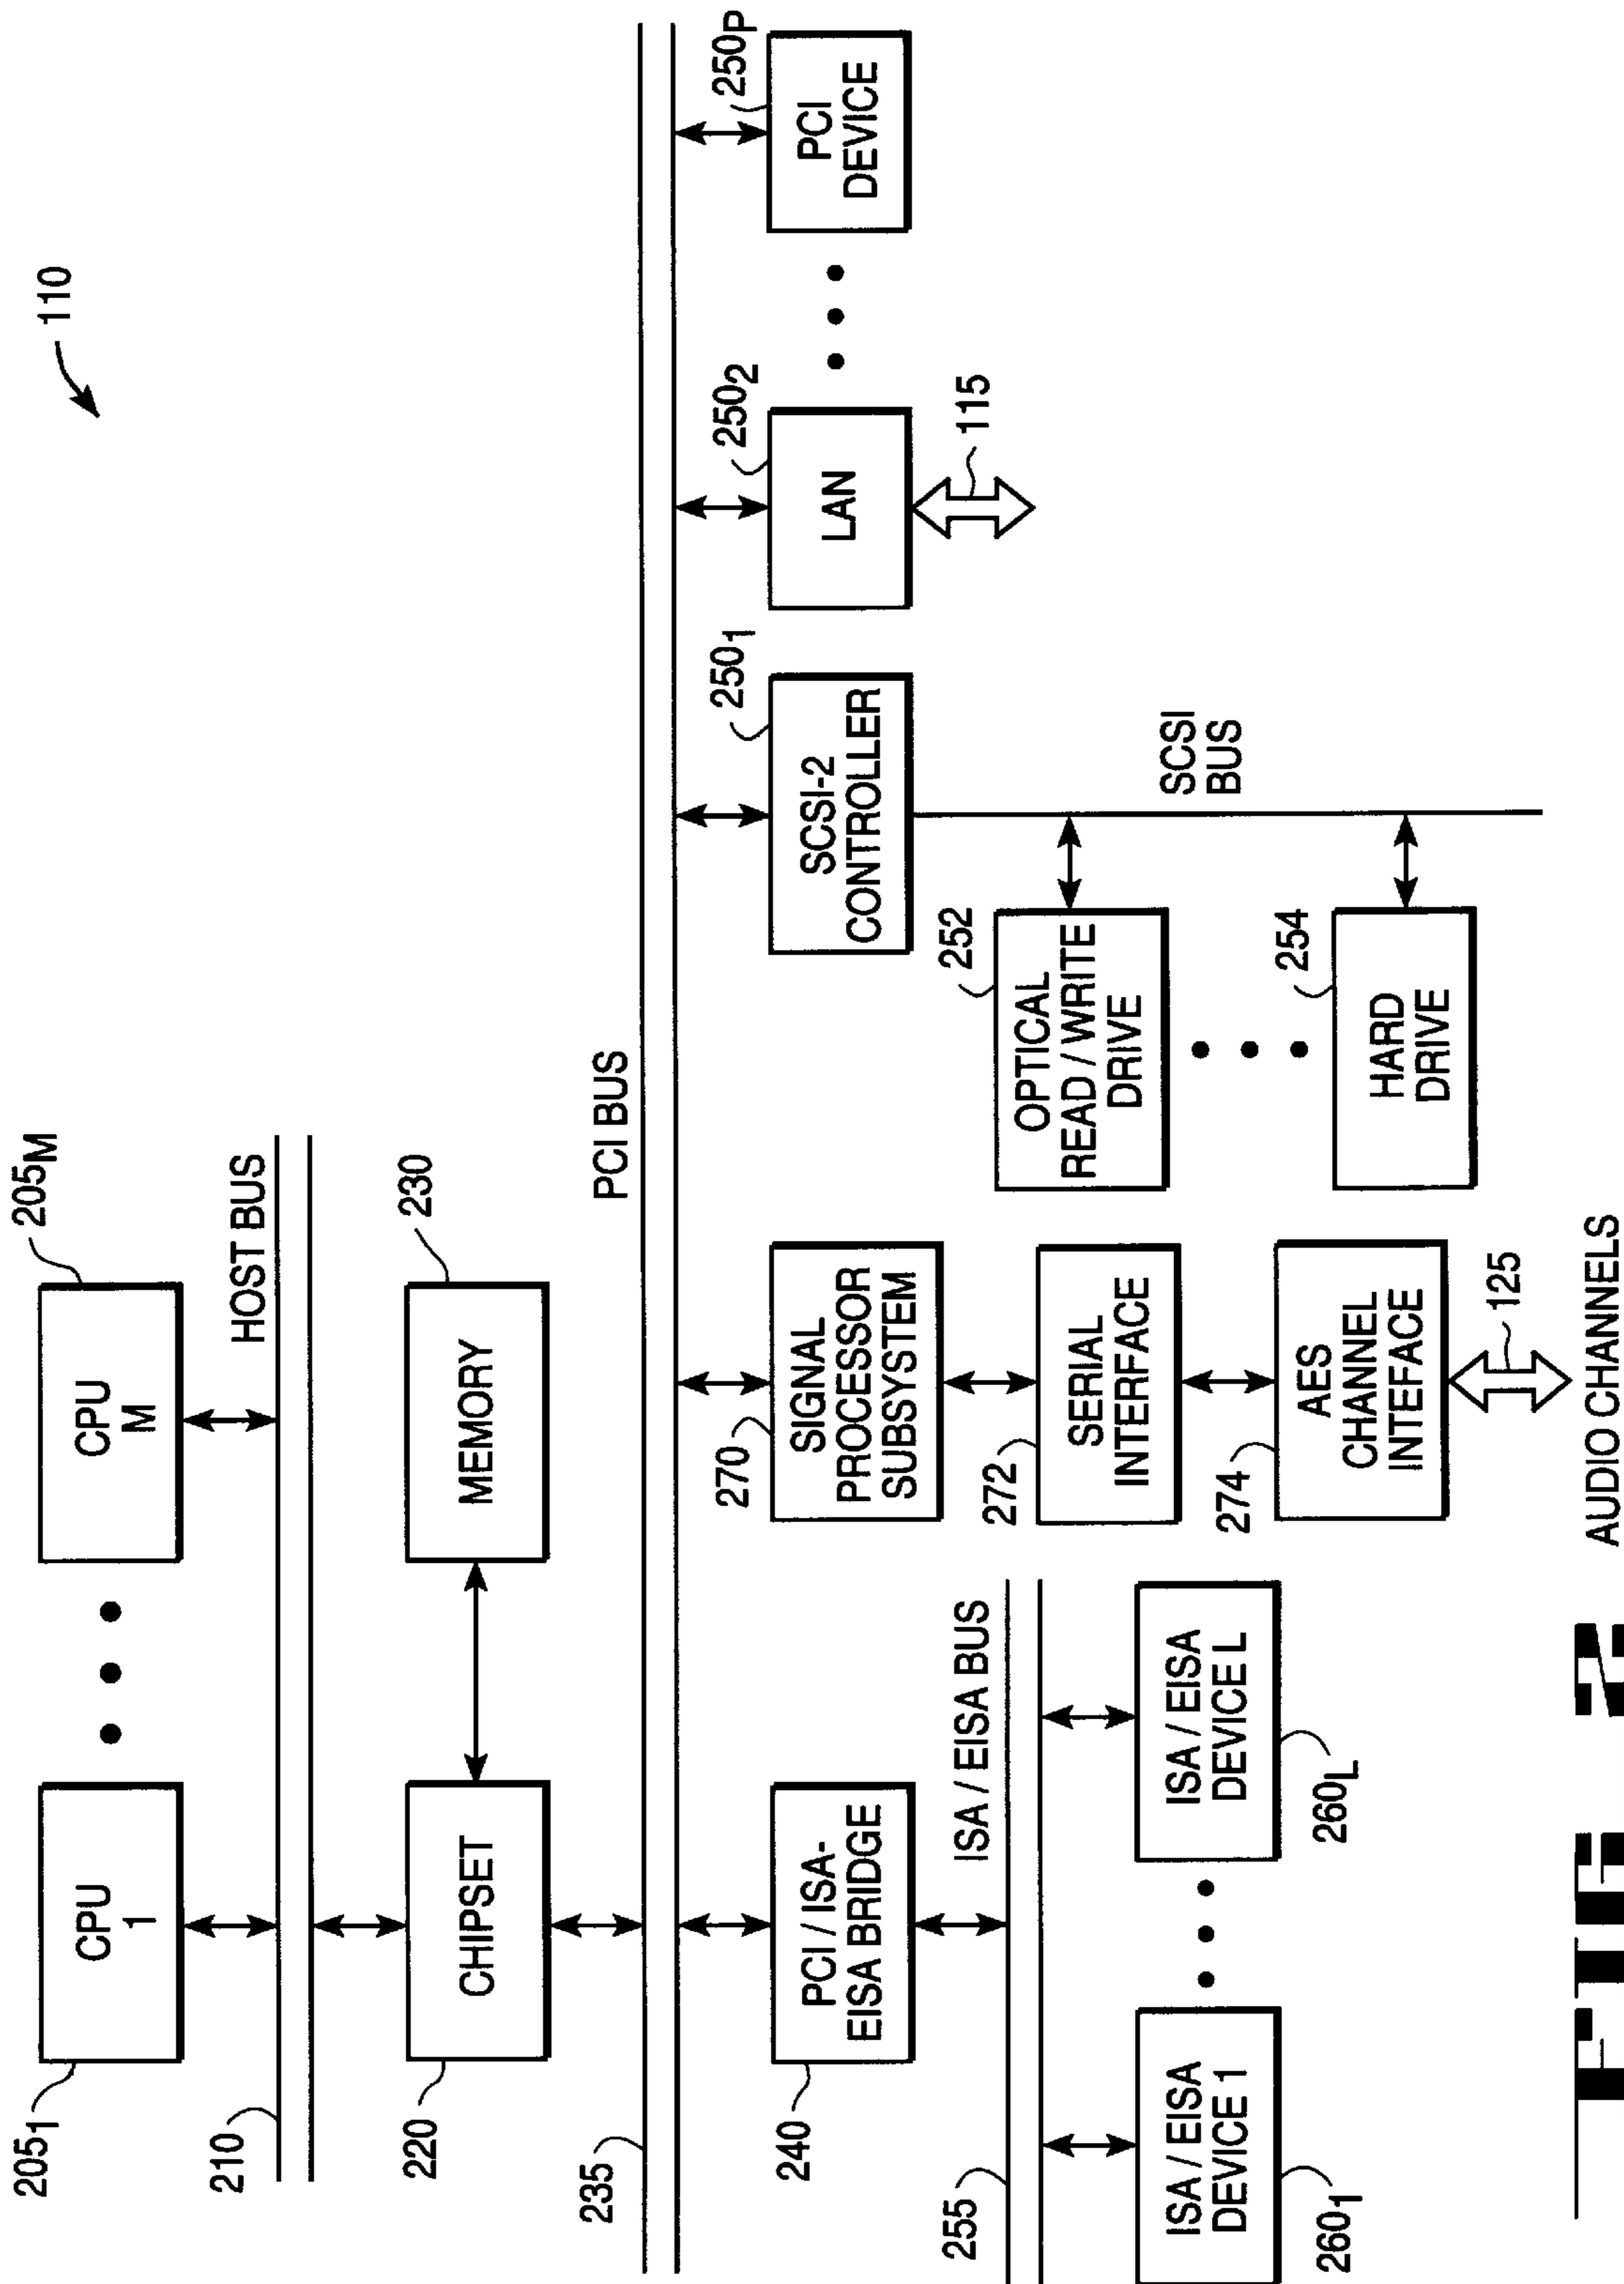 110
205₁
CPU
1
CPU
M
205M
210
HOST BUS
220
CHIPSET
MEMORY
230
235
PCI BUS
240
PCI / ISA-
EISA BRIDGE
270
SIGNAL
PROCESSOR
SUBSYSTEM
SCSI-2
CONTROLLER
250₁
LAN
250₂
PCI
DEVICE
250P
115
255
ISA / EISA BUS
272
SERIAL
INTERFACE
OPTICAL
READ / WRITE
DRIVE
252
SCSI
BUS
260₁
ISA / EISA
DEVICE 1
ISA / EISA
DEVICE L
260L
274
AES
CHANNEL
INTEFACE
HARD
DRIVE
254
125
AUDIO CHANNELS